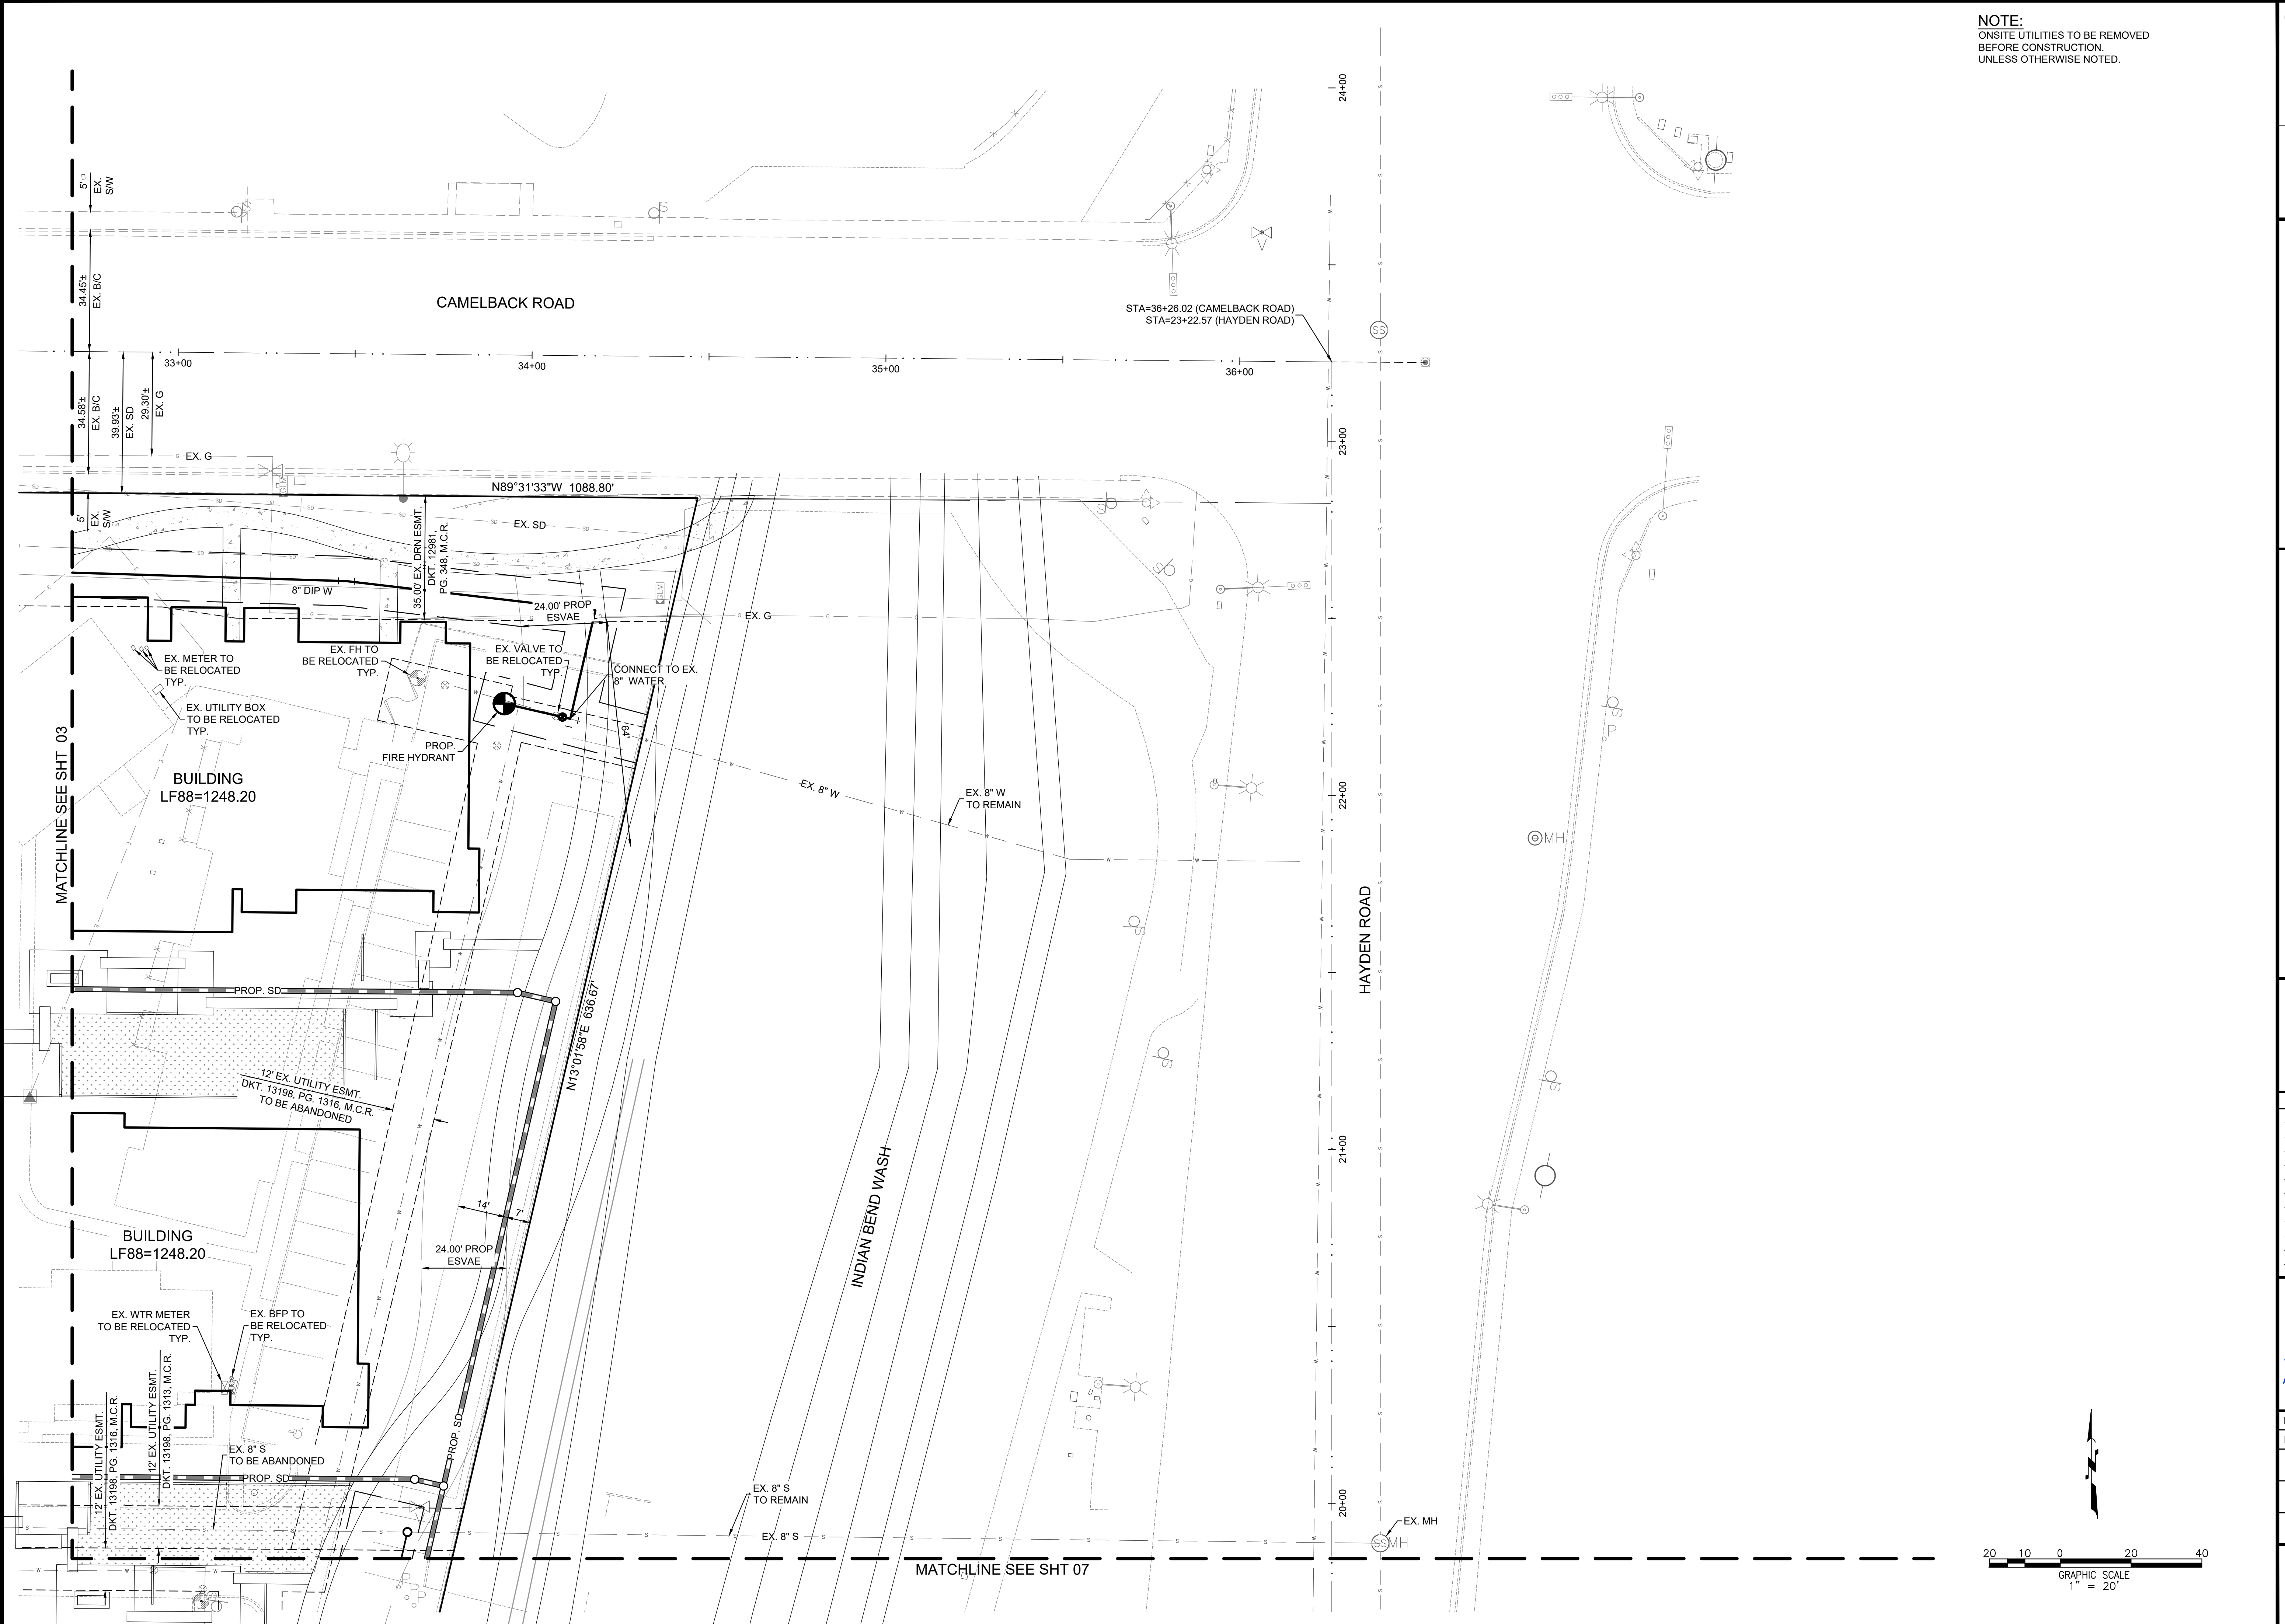 NOTE:
ONSITE UTILITIES TO BE REMOVED
BEFORE CONSTRUCTION.
UNLESS OTHERWISE NOTED.
24+00
5'
EX.
S/W
34.45'±
EX. B/C
CAMELBACK ROAD
STA=36+26.02 (CAMELBACK ROAD)
STA=23+22.57 (HAYDEN ROAD)
SS
33+00
34+00
35+00
36+00
34.58'±
EX. B/C
39.93'±
EX. SD
29.30'±
EX. G
23+00
EX. G
N89°31'33"W 1088.80'
5'
EX.
S/W
EX. SD
35.00' EX. DRN ESMT.
DKT. 12981,
PG. 348, M.C.R.
8" DIP W
24.00' PROP
ESVAE
EX. G
EX. METER TO
BE RELOCATED
TYP.
EX. FH TO
BE RELOCATED
TYP.
EX. VALVE TO
BE RELOCATED
TYP.
CONNECT TO EX.
8" WATER
EX. UTILITY BOX
TO BE RELOCATED
TYP.
64'
PROP.
FIRE HYDRANT
MATCHLINE SEE SHT 03
BUILDING
LF88=1248.20
EX. 8" W
EX. 8" W
TO REMAIN
22+00
MH
HAYDEN ROAD
PROP. SD
N13°01'58"E 636.67'
12' EX. UTILITY ESMT.
DKT. 13198, PG. 1316, M.C.R.
TO BE ABANDONED
21+00
INDIAN BEND WASH
14'
7'
BUILDING
LF88=1248.20
24.00' PROP
ESVAE
EX. WTR METER
TO BE RELOCATED
TYP.
EX. BFP TO
BE RELOCATED
TYP.
12' EX. UTILITY ESMT.
DKT. 13198, PG. 1316, M.C.R.
12' EX. UTILITY ESMT.
DKT. 13198, PG. 1313, M.C.R.
EX. 8" S
TO BE ABANDONED
PROP. SD
PROP. SD
EX. 8" S
TO REMAIN
EX. 8" S
20+00
EX. MH
SSMH
MATCHLINE SEE SHT 07
20 10 0 20 40
GRAPHIC SCALE
1" = 20'